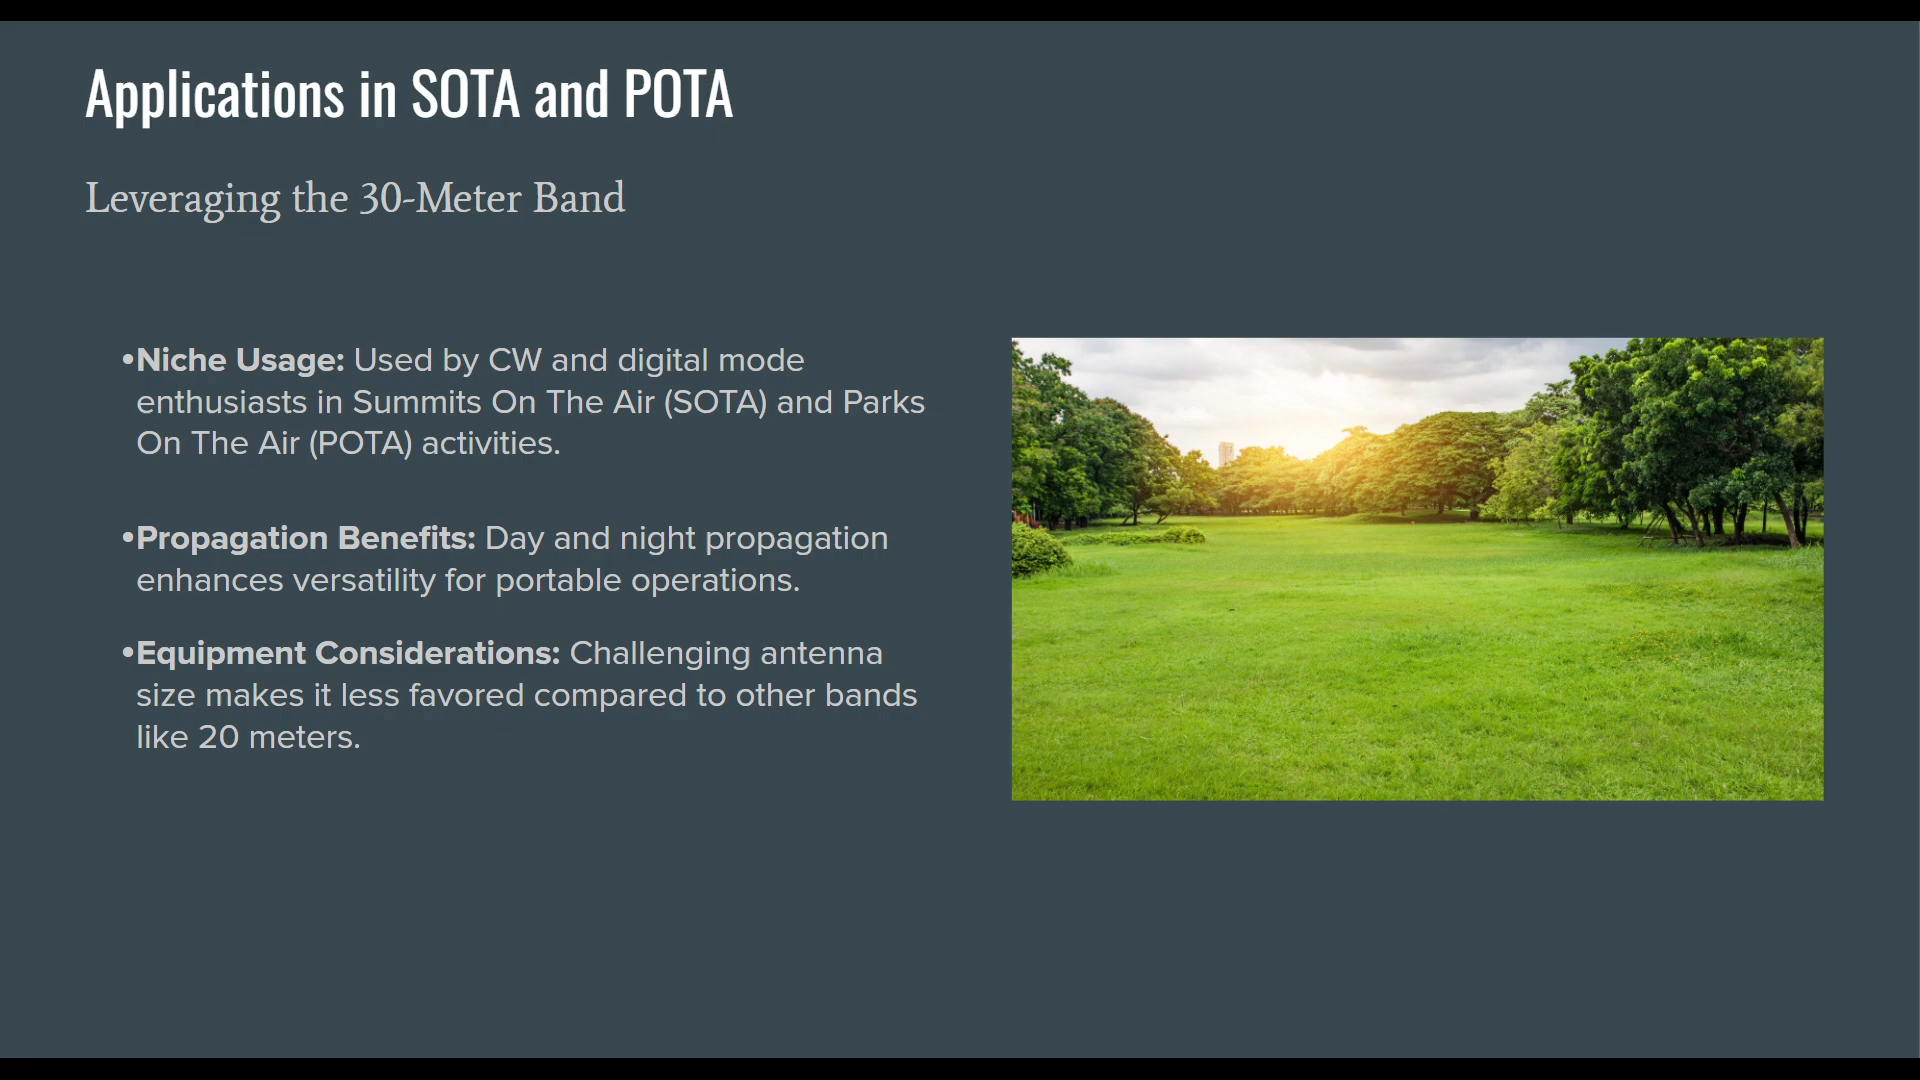 Applications in SOTA and POTA
Leveraging the 30-Meter Band
•Niche Usage: Used by CW and digital mode
enthusiasts in Summits On The Air (SOTA) and Parks
On The Air (POTA) activities.
•Propagation Benefits: Day and night propagation
enhances versatility for portable operations.
•Equipment Considerations: Challenging antenna
size makes it less favored compared to other bands
like 20 meters.